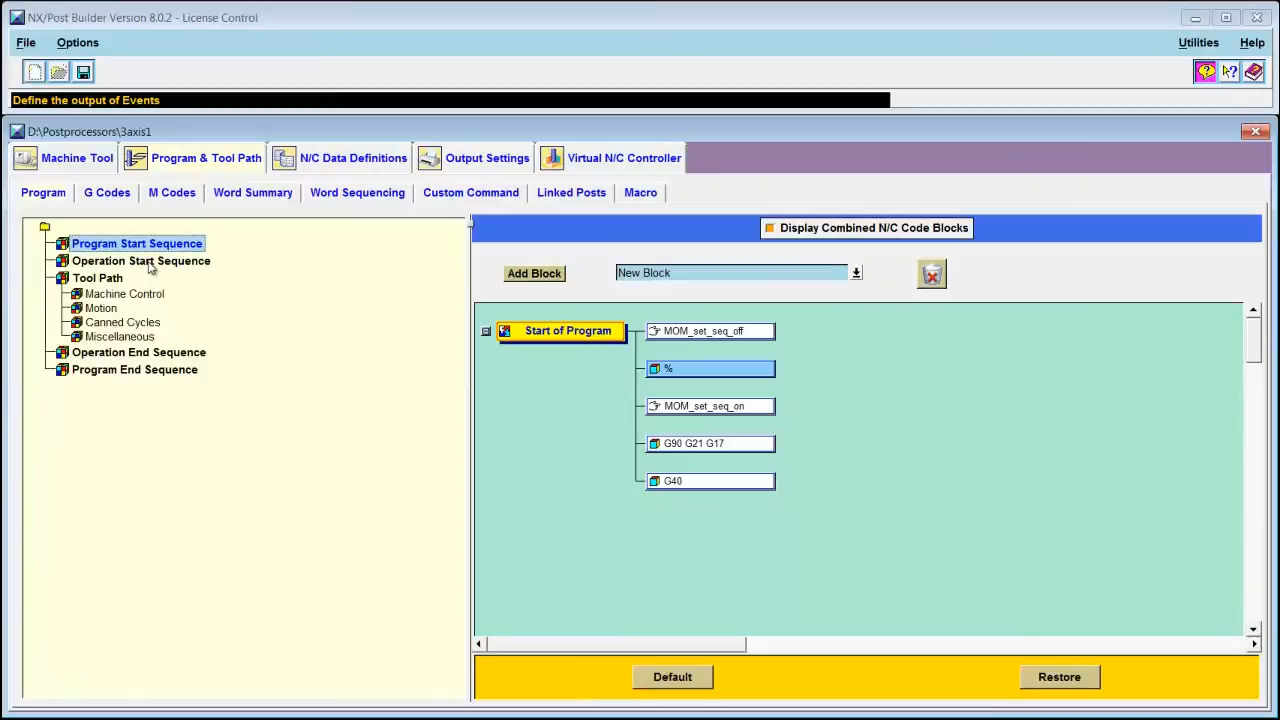 NX/Post Builder Version 8.0.2 - License Control
File Options Utilities Help
Define the output of Events
D:\Postprocessors\3axis1
Machine Tool Program & Tool Path N/C Data Definitions Output Settings Virtual N/C Controller
Program G Codes M Codes Word Summary Word Sequencing Custom Command Linked Posts Macro
Program Start Sequence
Operation Start Sequence
Tool Path
Machine Control
Motion
Canned Cycles
Miscellaneous
Operation End Sequence
Program End Sequence
Display Combined N/C Code Blocks
Add Block New Block
Start of Program MOM_set_seq_off
%
MOM_set_seq_on
G90 G21 G17
G40
Default Restore